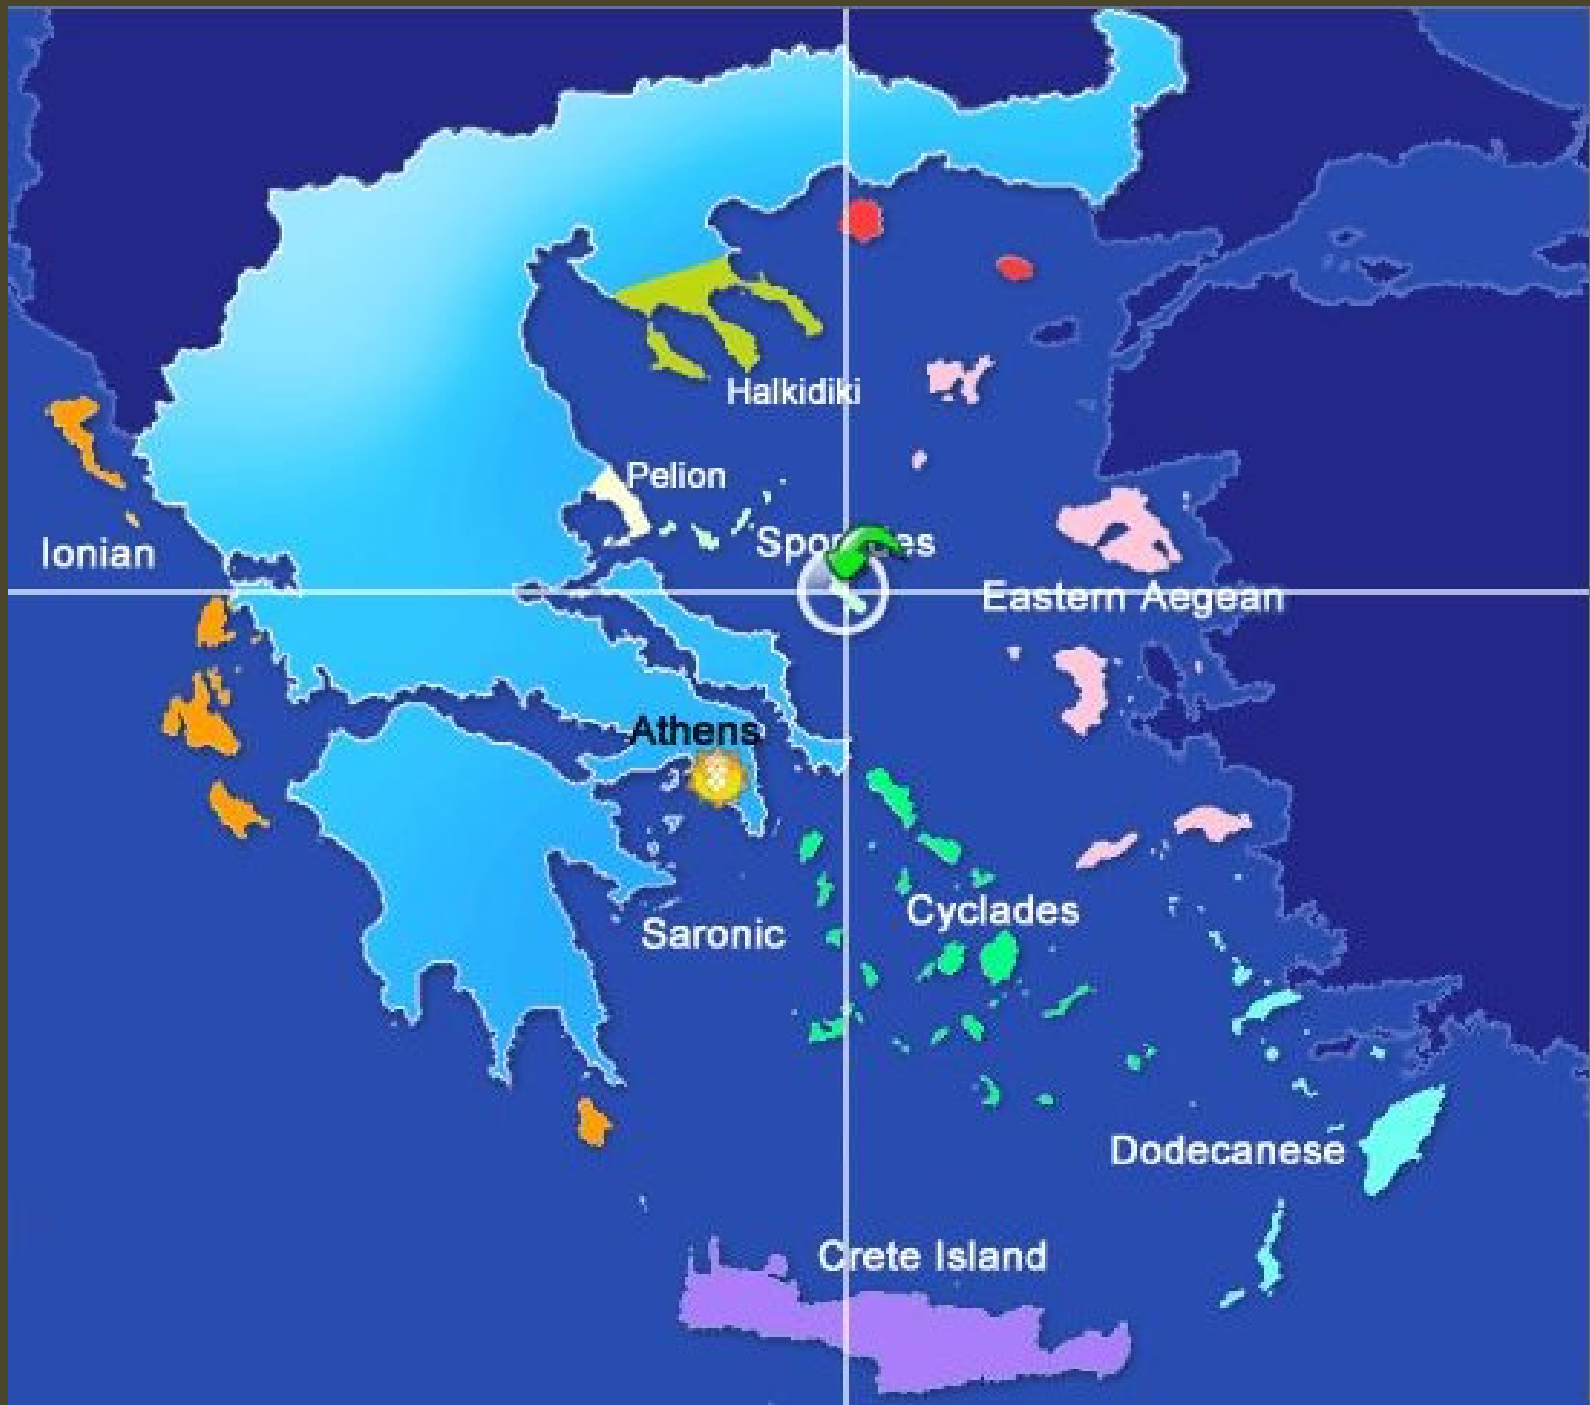 Halkidiki
Pelion
Ionian
Eastern Aegean
Athens
Cyclades
Saronic
Dodecanese
Crete Island